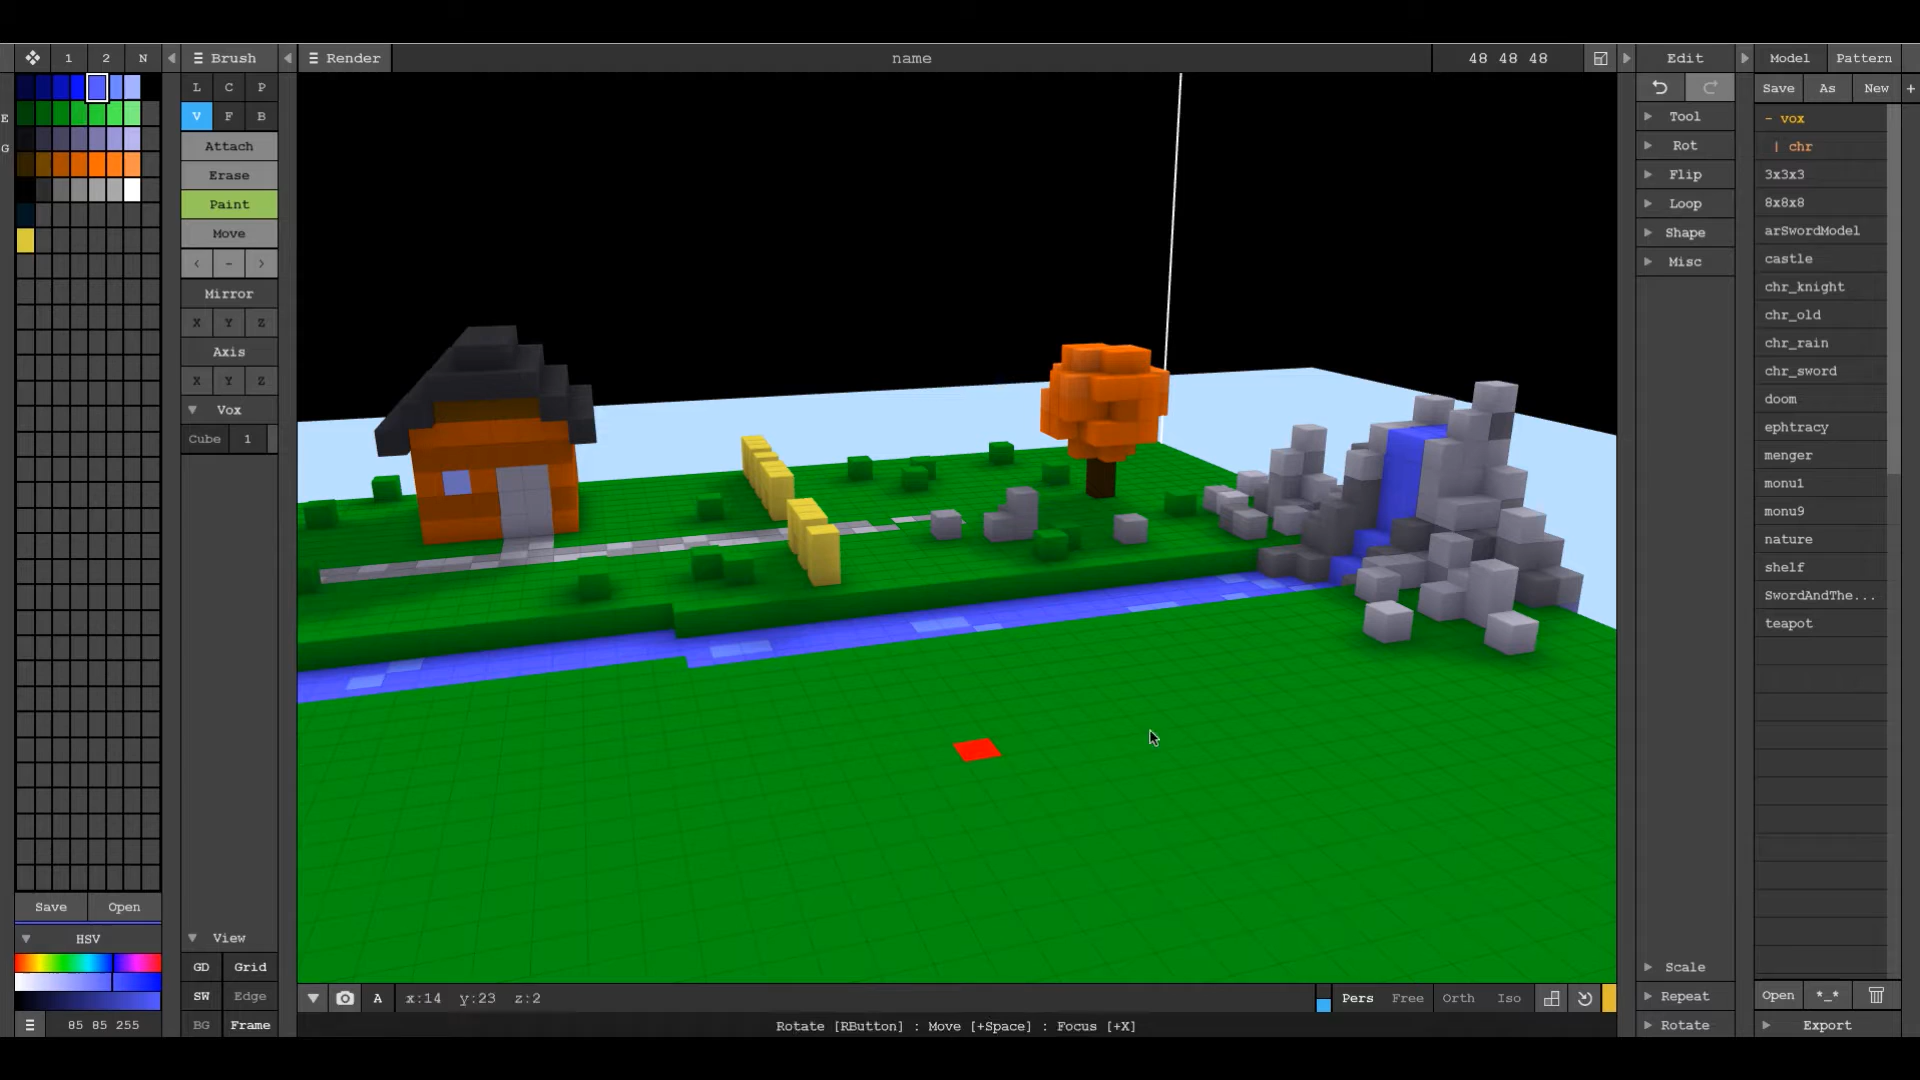 1 2 N
Brush
Render
name
48 48 48
Edit
Model Pattern
E
G
L C P
V F B
Attach
Erase
Paint
Move
< - >
Mirror
X Y Z
Axis
X Y Z
Vox
Cube 1
View
GD Grid
SW Edge
BG Frame
Save Open
HSV
85 85 255
A x:14 y:23 z:2
Pers Free Orth Iso
Rotate [RButton] : Move [+Space] : Focus [+X]
Tool
Rot
Flip
Loop
Shape
Misc
Scale
Repeat
Rotate
Save As New +
- vox
| chr
3x3x3
8x8x8
arSwordModel
castle
chr_knight
chr_old
chr_rain
chr_sword
doom
ephtracy
menger
monu1
monu9
nature
shelf
SwordAndThe...
teapot
Open *_*
Export